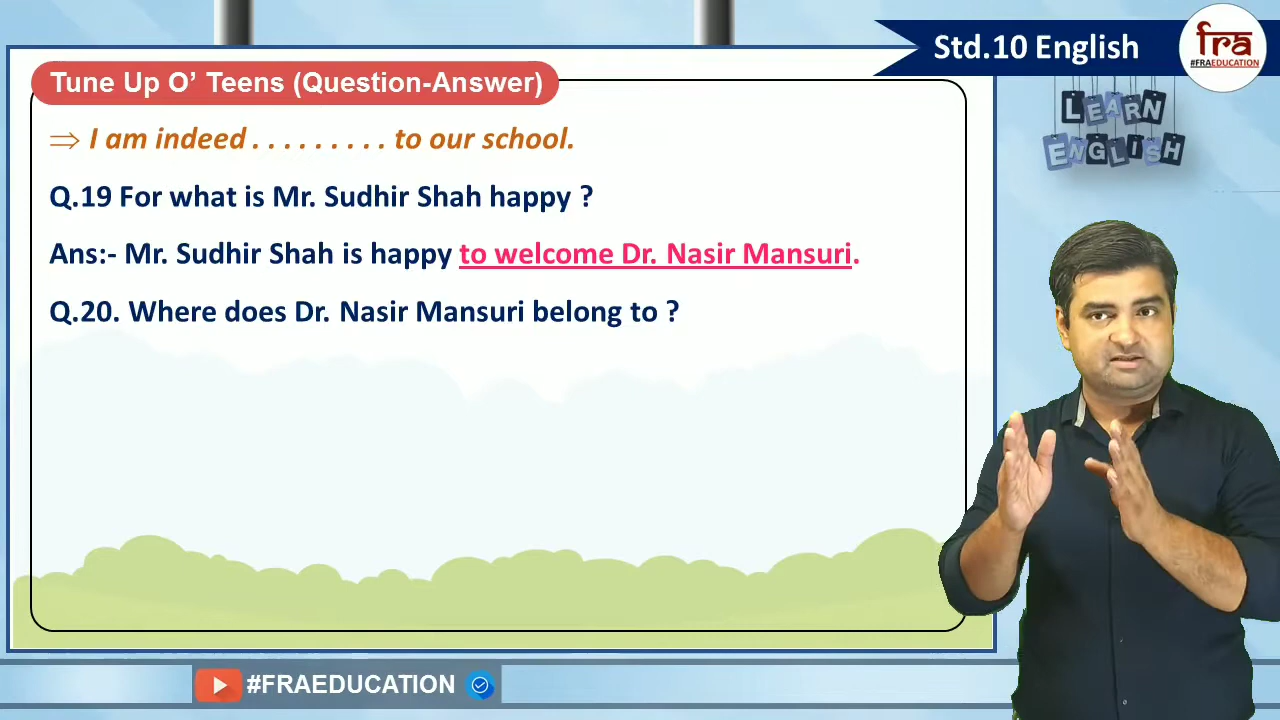 Std.10 English
fra
#FRAEDUCATION
LEARN
ENGLISH
Tune Up O’ Teens (Question-Answer)
⇒ I am indeed . . . . . . . . . to our school.
Q.19 For what is Mr. Sudhir Shah happy ?
Ans:- Mr. Sudhir Shah is happy to welcome Dr. Nasir Mansuri.
Q.20. Where does Dr. Nasir Mansuri belong to ?
#FRAEDUCATION